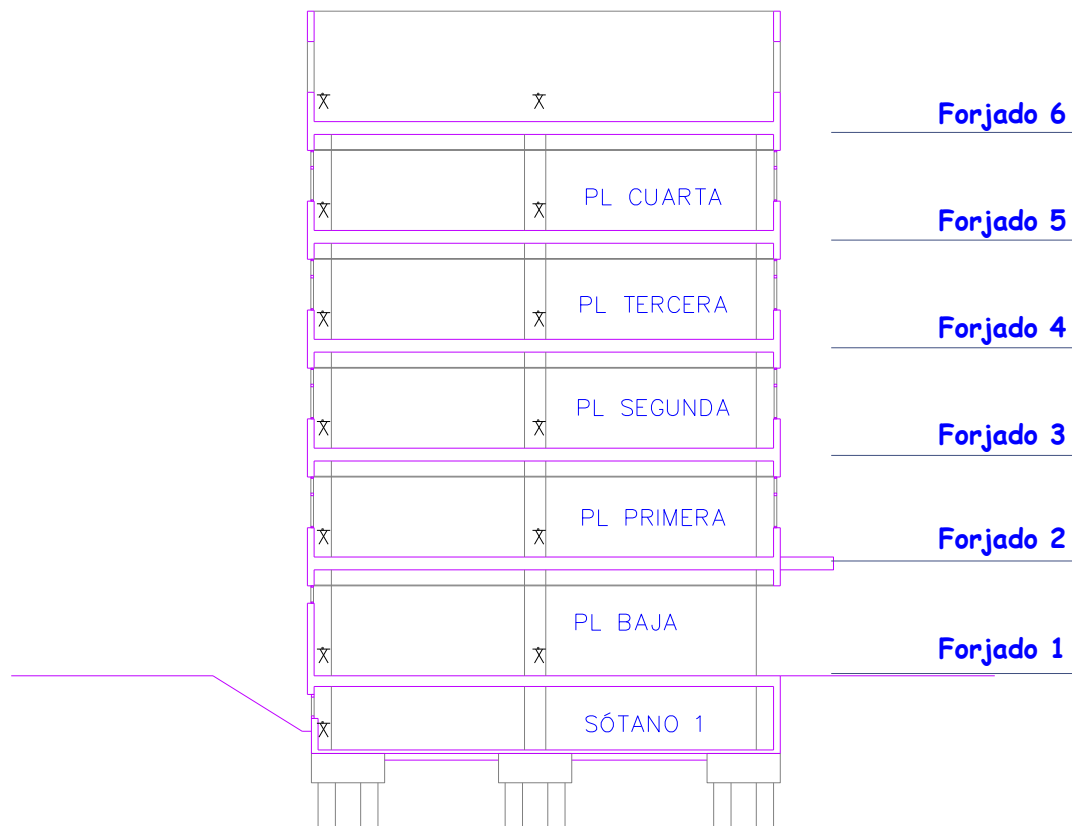 Forjado 6
PL CUARTA
Forjado 5
PL TERCERA
Forjado 4
PL SEGUNDA
Forjado 3
PL PRIMERA
Forjado 2
PL BAJA
Forjado 1
SÓTANO 1